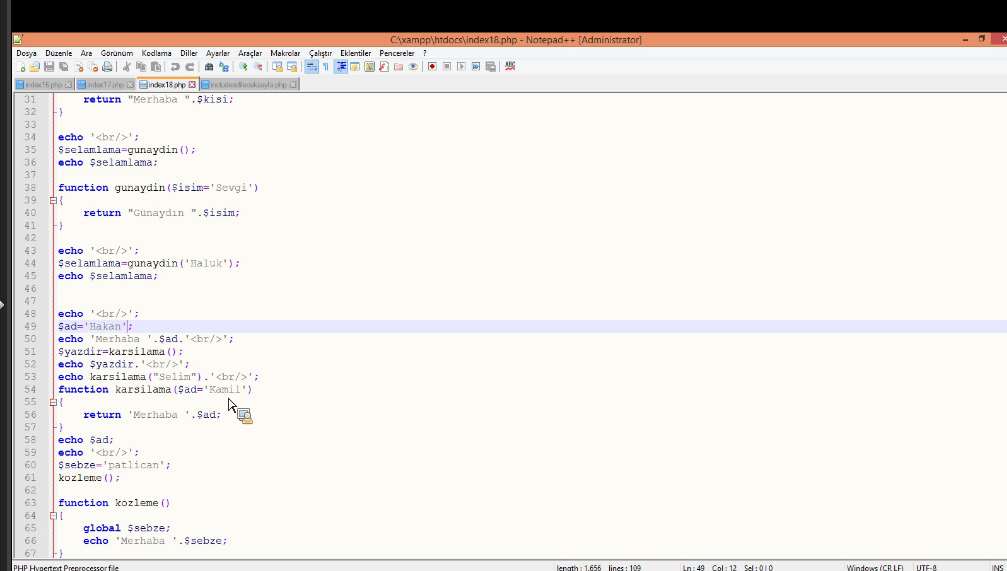 C:\xampp\htdocs\index18.php - Notepad++ [Administrator]
Dosya Düzenle Ara Görünüm Kodlama Diller Ayarlar Araçlar Makrolar Çalıştır Eklentiler Pencereler ?
index16.php index17.php index18.php
31 return "Merhaba ".$kisi;
32 }
33
34 echo '<br/>';
35 $selamlama=gunaydin();
36 echo $selamlama;
37
38 function gunaydin($isim='Sevgi')
39 {
40 return "Günaydın ".$isim;
41 }
42
43 echo '<br/>';
44 $selamlama=gunaydin('Haluk');
45 echo $selamlama;
46
47
48 echo '<br/>';
49 $ad='Hakan';
50 echo 'Merhaba '.$ad.'<br/>';
51 $yazdir=karsilama();
52 echo $yazdir.'<br/>';
53 echo karsilama("Selim").'<br/>';
54 function karsilama($ad='Kamil')
55 {
56 return 'Merhaba '.$ad;
57 }
58 echo $ad;
59 echo '<br/>';
60 $sebze='patlican';
61 kozleme();
62
63 function kozleme()
64 {
65 global $sebze;
66 echo 'Merhaba '.$sebze;
67 }
PHP Hypertext Preprocessor file length : 1.656 lines : 109 Ln : 49 Col : 12 Sel : 0 | 0 Windows (CR LF) UTF-8 INS